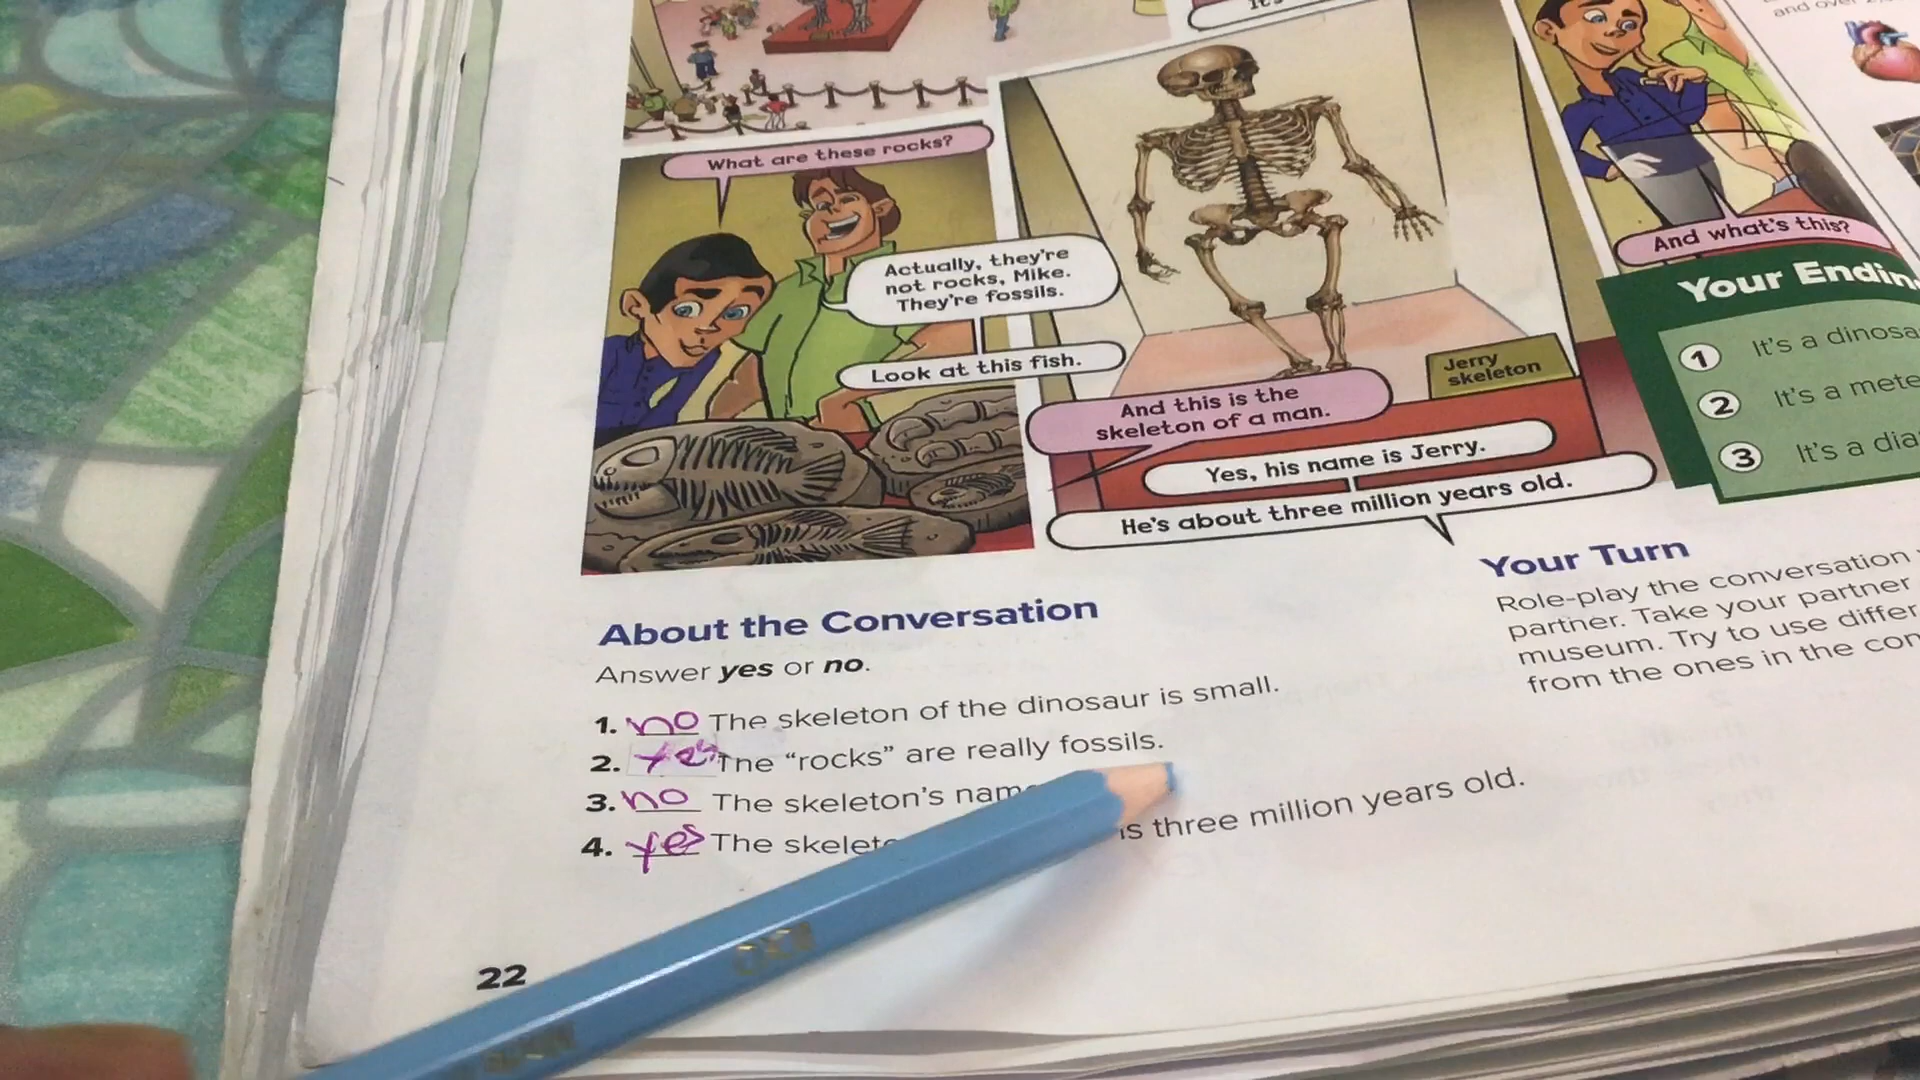 and over
It's
What are these rocks?
Actually, they're
not rocks, Mike.
They're fossils.
Look at this fish.
Jerry
skeleton
And this is the
skeleton of a man.
Yes, his name is Jerry.
He's about three million years old.
And what's this?
Your Ending
1 It's a dinosa
2 It's a mete
3 It's a dia
About the Conversation
Answer yes or no.
1. no The skeleton of the dinosaur is small.
2. yes The "rocks" are really fossils.
3. no The skeleton's nam
4. yes The skelet is three million years old.
Your Turn
Role-play the conversation
partner. Take your partner
museum. Try to use differ
from the ones in the con
22